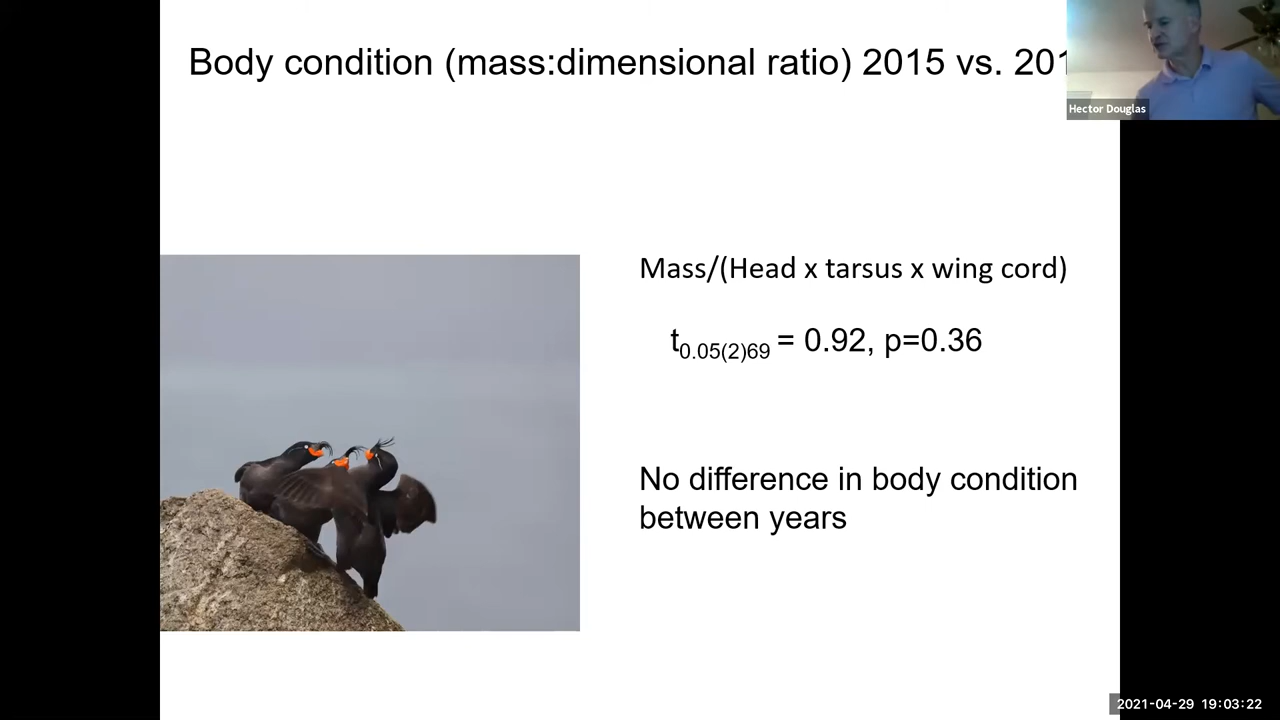 Body condition (mass:dimensional ratio) 2015 vs.
Hector Douglas
Mass/(Head x tarsus x wing cord)
t0.05(2)69 = 0.92, p=0.36
No difference in body condition
between years
2021-04-29 19:03:22